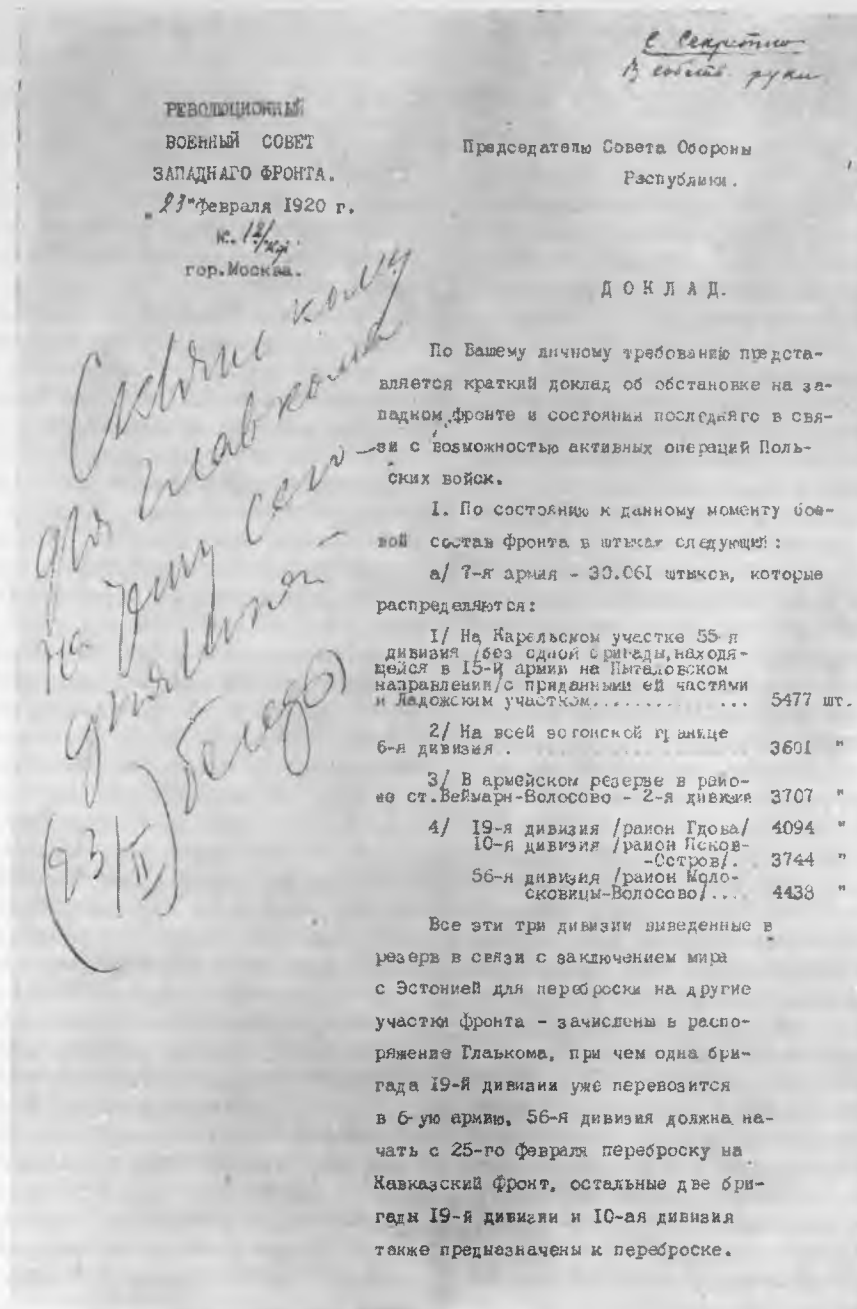 С. Секретно
В собств. руки
РЕВОЛЮЦИОННЫЙ
ВОЕННЫЙ СОВЕТ
ЗАПАДНАГО ФРОНТА.
"23" февраля 1920 г.
гор.Москва.
Председателю Совета Обороны
Республики.
ДОКЛАД.
По Вашему личному требованию предста-
вляется краткий доклад об обстановке на за-
падном фронте и состоянии последняго в свя-
зи с возможностью активных операций Поль-
ских войск.
I. По состоянию к данному моменту бое-
вой состав фронта в штыках следующий:
а/ 7-я армия - 30.061 штыков, которые
распределяются:
I/ На Карельском участке 55-я
дивизия /без одной бригады, находя-
щейся в 15-й армии на Пыталовском
направлении/с приданными ей частями
и Ладожским участком.......... ... 5477 шт.
2/ На всей эстонской границе
6-я дивизия . 3601 "
3/ В армейском резерве в райо-
не ст.Веймарн-Волосово - 2-я дивизия 3707 "
4/ 19-я дивизия /район Гдова/ 4094 "
10-я дивизия /район Псков-
-Остров/. 3744 "
56-я дивизия /район Моло-
сковицы-Волосово/.... 4438 "
Все эти три дивизии выведенные в
резерв в связи с заключением мира
с Эстонией для переброски на другие
участки фронта - зачислены в распо-
ряжение Главкома, при чем одна бри-
гада 19-й дивизии уже перевозится
в 6-ую армию, 56-я дивизия должна на-
чать с 25-го февраля переброску на
Кавказский фронт, остальные две бри-
гады 19-й дивизии и 10-ая дивизия
также предназначены к переброске.
для главкома
на тему сего-
(23/II)